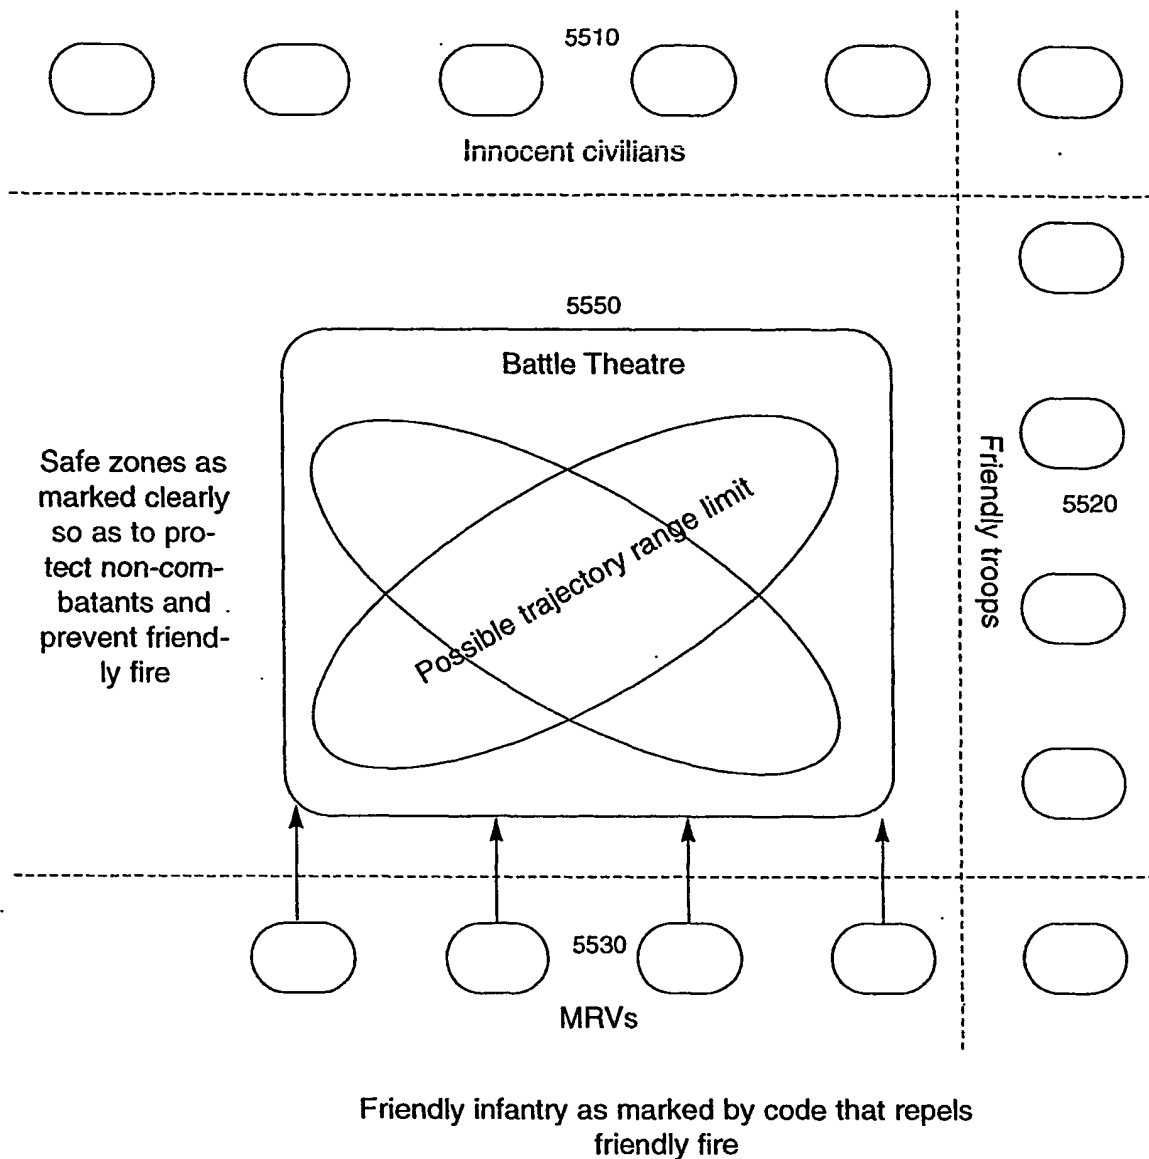 5510
Innocent civilians
5550
Battle Theatre
Safe zones as
marked clearly
so as to pro-
tect non-com-
batants and
prevent friend-
ly fire
Possible trajectory range limit
Friendly troops
5520
5530
MRVs
Friendly infantry as marked by code that repels
friendly fire